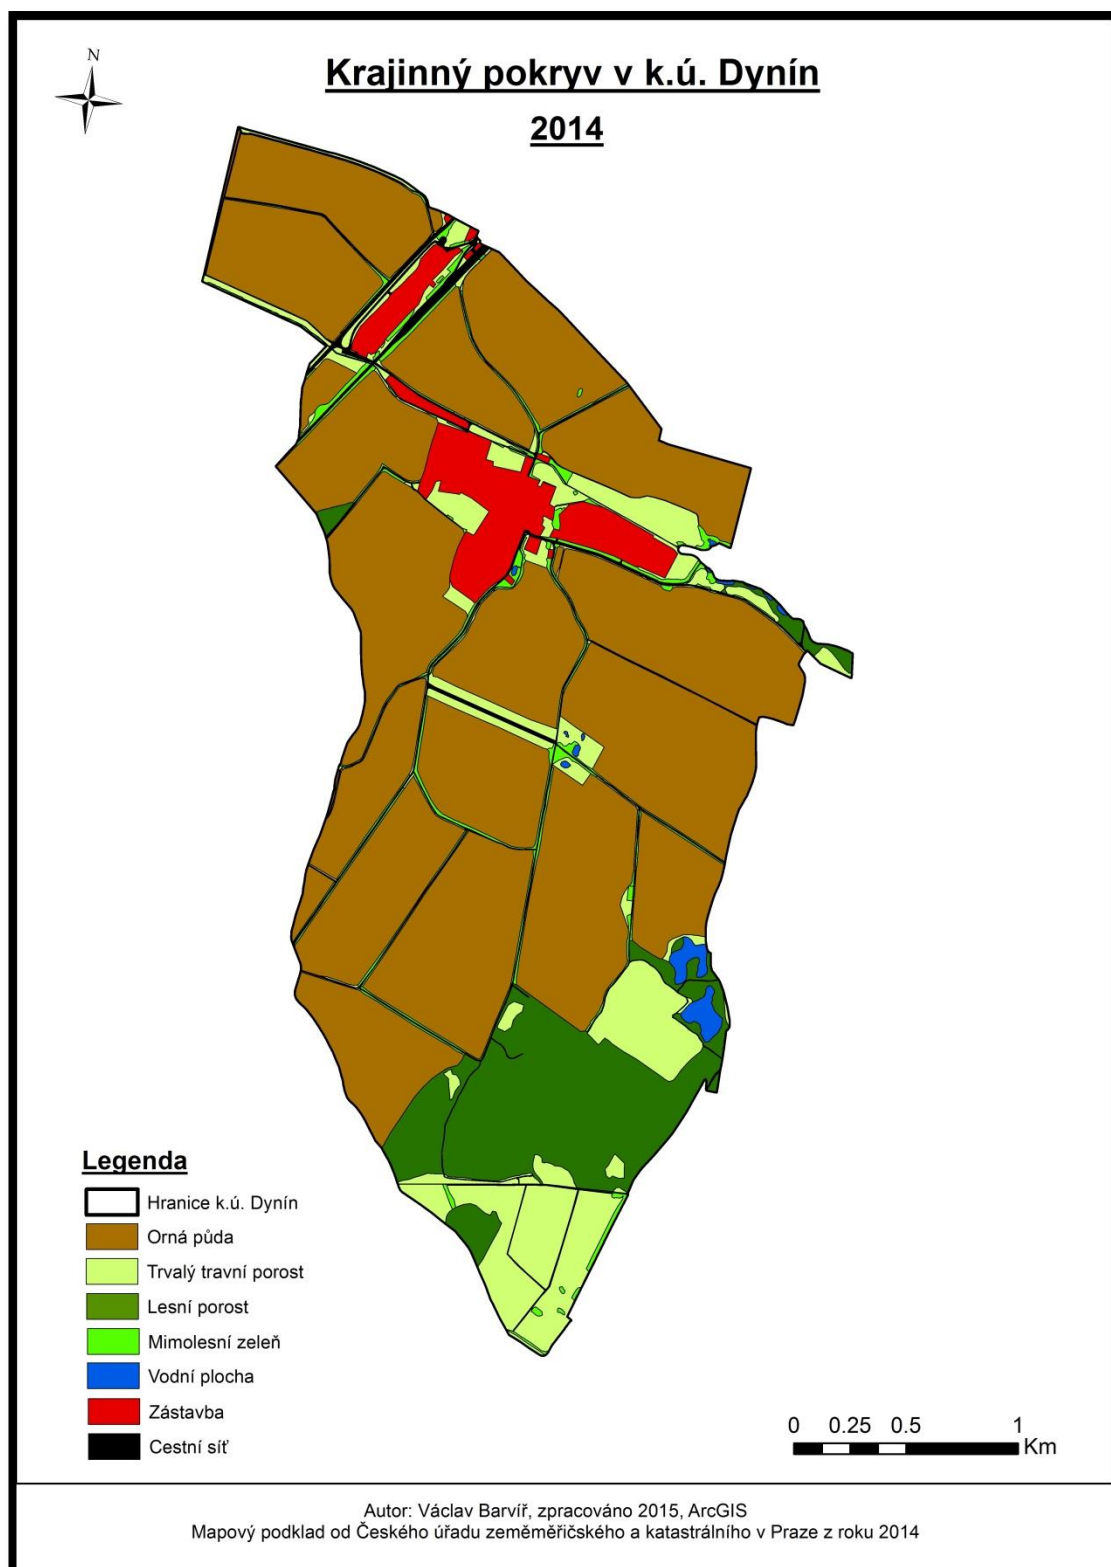 N
Krajinný pokryv v k.ú. Dynín
2014
Legenda
Hranice k.ú. Dynín
Orná půda
Trvalý travní porost
Lesní porost
Mimolesní zeleň
Vodní plocha
Zástavba
Cestní síť
0 0.25 0.5 1
Km
Autor: Václav Barvíř, zpracováno 2015, ArcGIS
Mapový podklad od Českého úřadu zeměměřičského a katastrálního v Praze z roku 2014